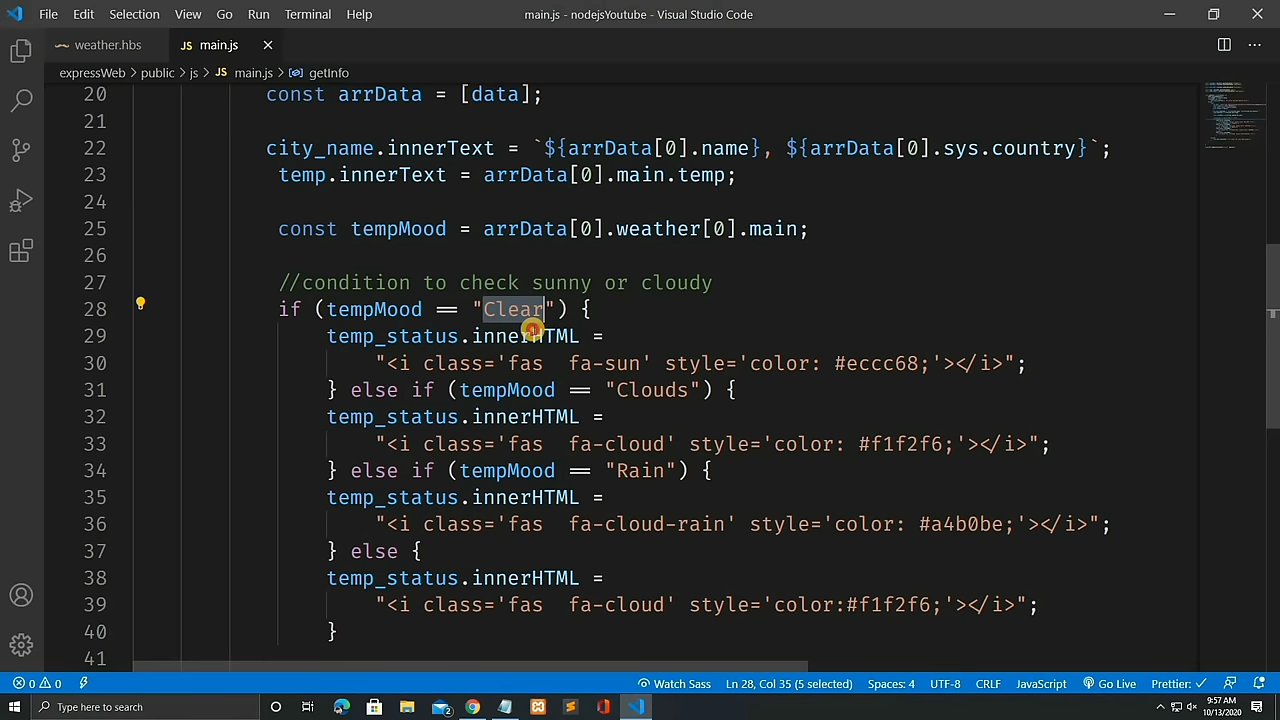 File Edit Selection View Go Run Terminal Help
main.js - nodejsYoutube - Visual Studio Code
weather.hbs
JS main.js
expressWeb > public > js > JS main.js > getInfo
20 const arrData = [data];
21
22 city_name.innerText = `${arrData[0].name}, ${arrData[0].sys.country}`;
23 temp.innerText = arrData[0].main.temp;
24
25 const tempMood = arrData[0].weather[0].main;
26
27 //condition to check sunny or cloudy
28 if (tempMood == "Clear") {
29 temp_status.innerHTML =
30 "<i class='fas  fa-sun' style='color: #eccc68;'></i>";
31 } else if (tempMood == "Clouds") {
32 temp_status.innerHTML =
33 "<i class='fas  fa-cloud' style='color: #f1f2f6;'></i>";
34 } else if (tempMood == "Rain") {
35 temp_status.innerHTML =
36 "<i class='fas  fa-cloud-rain' style='color: #a4b0be;'></i>";
37 } else {
38 temp_status.innerHTML =
39 "<i class='fas  fa-cloud' style='color:#f1f2f6;'></i>";
40 }
41
0 0 Watch Sass Ln 28, Col 35 (5 selected) Spaces: 4 UTF-8 CRLF JavaScript Go Live Prettier: ✓
Type here to search
2
9:57 AM
10/13/2020